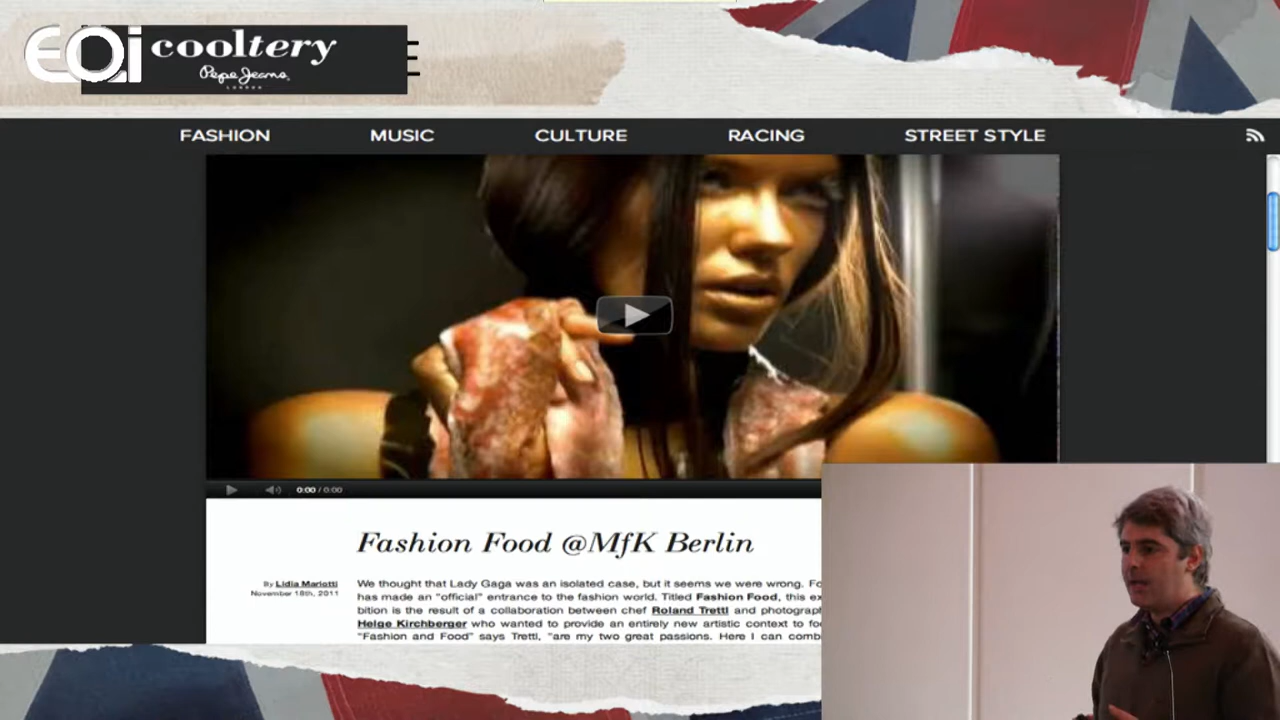 EOi
cooltery
Pepe Jeans
LONDON
FASHION MUSIC CULTURE RACING STREET STYLE
0:00 / 0:00
Fashion Food @MfK Berlin
By Lidia Mariotti
November 18th, 2011
We thought that Lady Gaga was an isolated case, but it seems we were wrong. Fo
has made an "official" entrance to the fashion world. Titled Fashion Food, this ex
bition is the result of a collaboration between chef Roland Trettl and photograph
Helge Kirchberger who wanted to provide an entirely new artistic context to fo
"Fashion and Food" says Trettl, "are my two great passions. Here I can comb